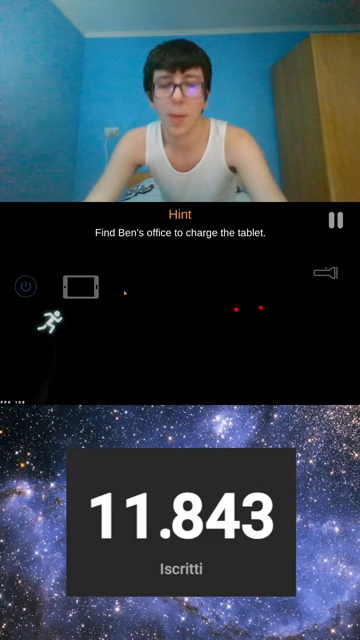 Hint
Find Ben's office to charge the tablet.
11.843
Iscritti